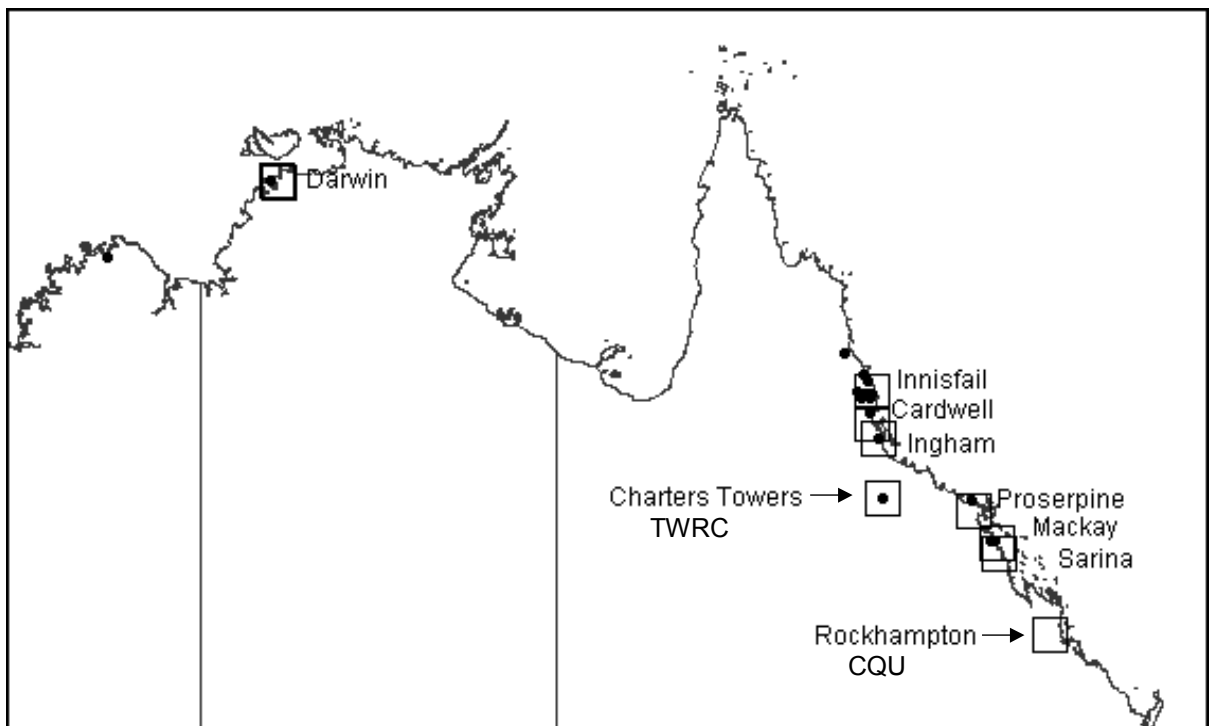 Darwin
Innisfail
Cardwell
Ingham
Charters Towers
TWRC
Proserpine
Mackay
Sarina
Rockhampton
CQU